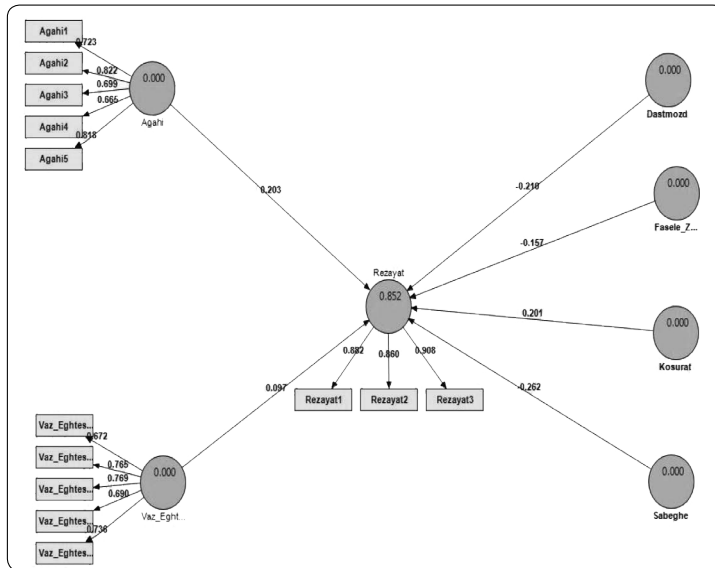 Agahi1
Agahi2
Agahi3
Agahi4
Agahi5
0.723
0.822
0.699
0.665
0.818
0.000
Agahi
0.203
0.000
Dastmozd
-0.210
0.000
Fasele_Z...
-0.157
Rezayat
0.852
0.201
0.000
Kosurat
0.882
0.860
0.908
Rezayat1
Rezayat2
Rezayat3
0.097
-0.262
0.000
Sabeghe
Vaz_Eghtes...
Vaz_Eghtes...
Vaz_Eghtes...
Vaz_Eghtes...
Vaz_Eghtes...
0.672
0.765
0.769
0.690
0.736
0.000
Vaz_Eght...